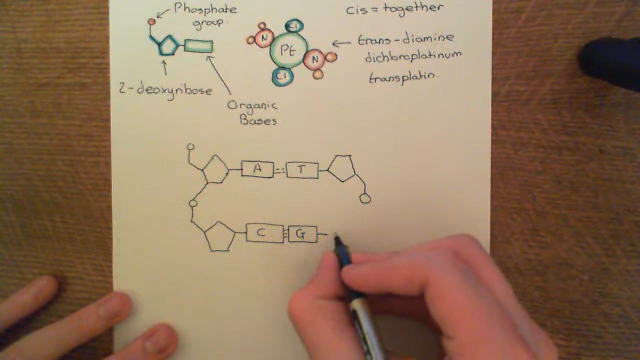 Phosphate
group.
2-deoxyribose
Organic
Bases
N
Cl
Pt
N
Cl
cis = together
trans-diamine
dichloroplatinum
transplatin.
A
T
C
G